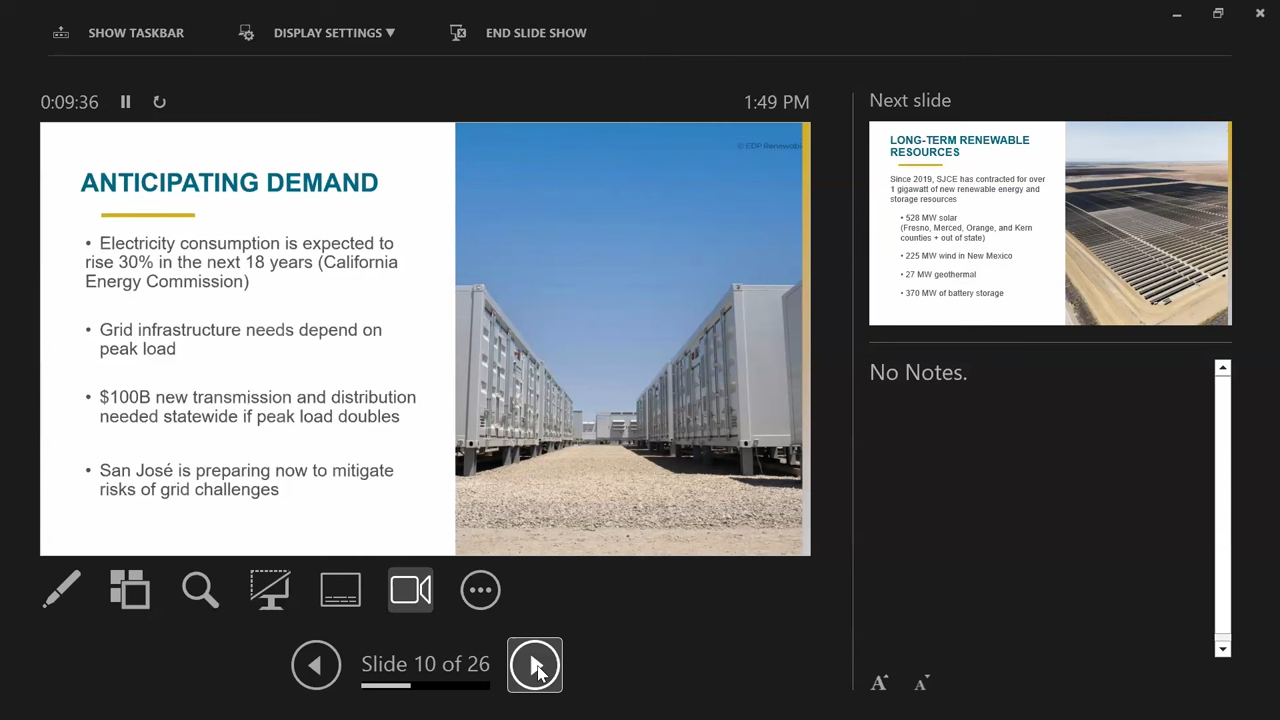 SHOW TASKBAR
DISPLAY SETTINGS ▼
END SLIDE SHOW
0:09:36
1:49 PM
© EDP Renewabl
ANTICIPATING DEMAND
• Electricity consumption is expected to
rise 30% in the next 18 years (California
Energy Commission)
• Grid infrastructure needs depend on
peak load
• $100B new transmission and distribution
needed statewide if peak load doubles
• San José is preparing now to mitigate
risks of grid challenges
Slide 10 of 26
Next slide
LONG-TERM RENEWABLE
RESOURCES
Since 2019, SJCE has contracted for over
1 gigawatt of new renewable energy and
storage resources
• 528 MW solar
(Fresno, Merced, Orange, and Kern
counties + out of state)
• 225 MW wind in New Mexico
• 27 MW geothermal
• 370 MW of battery storage
No Notes.
A A